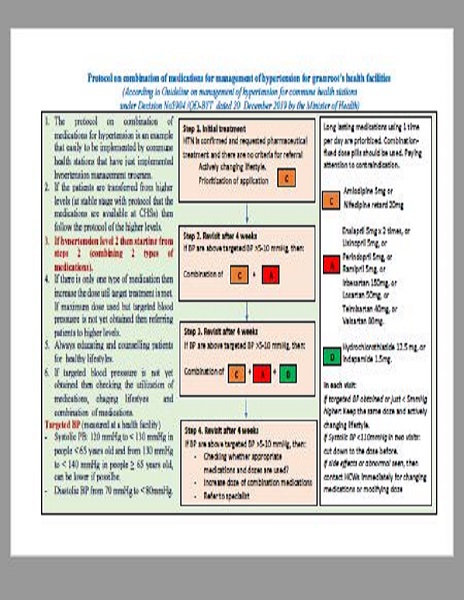 Protocol on combination of medications for management of hypertension for grassroot's health facilities
(According to Guideline on management of hypertension for commune health stations
under Decision No5904 /QD-BYT dated 20 December 2019 by the Minister of Health)
1. The protocol on combination of
medications for hypertension is an example
that easily to be implemented by commune
health stations that have just implemented
hypertension management program.
2. If the patients are transferred from higher
levels (at stable stage with protocol that the
medications are available at CHSs) then
follow the protocol of the higher levels.
3. If hypertension level 2 then starting from
steps 2 (combining 2 types of
medications).
4. If there is only one type of medication then
increase the dose util target treatment is met.
If maximum dose used but targeted blood
pressure is not yet obtained then referring
patients to higher levels.
5. Always educating and counselling patients
for healthy lifestyles.
6. If targeted blood pressure is not yet
obtained then checking the utilization of
medications, chaging lifestyes and
combination of medications.
Targeted BP (measured at a health facility)
- Systolic PB: 120 mmHg to < 130 mmHg in
people <65 years old and from 130 mmHg
to < 140 mmHg in people ≥ 65 years old,
can be lower if possilbe.
- Diastolic BP from 70 mmHg to <80mmHg.
Step 1. Initial treatment
HTN is confirmed and requested pharmaceutical
treatment and there are no criteria for referral
Actively changing lifestyle.
Prioritization of application C
Step 2. Revisit after 4 weeks
If BP are above targeted BP >5-10 mmHg, then:
Combination of C + A
Step 3. Revisit after 4 weeks
If BP are above targeted BP >5-10 mmHg, then:
Combination of C + A + D
Step 4. Revisit after 4 weeks
If BP are above targeted BP >5-10 mmHg, then:
- Checking whether appropriate
medications and doses are used?
- Increase dose of combination medications
- Refer to specialist
Long lasting medications using 1 time
per day are prioritized. Combination-
fixed dose pills should be used. Paying
attention to contraindication.
C
Amlodipine 5mg or
Nifedipine retard 20mg
A
Enalapril 5mg x 2 times, or
Lisinopril 5mg, or
Perindopril 5mg, or
Ramipril 5mg, or
Irbesartan 150mg, or
Losartan 50mg, or
Telmisartan 40mg, or
Valsartan 80mg.
D
Hydrochlorothiazide 12.5 mg, or
Indapamide 1.5mg.
In each visit:
If targeted BP obtained or just < 5mmHg
higher: Keep the same dose and actively
changing lifestyle.
If Systolic BP <110mmHg in two visits:
cut down to the dose before.
If side effects or abnormal seen, then
contact HCWs immediately for changing
medications or modifying dose